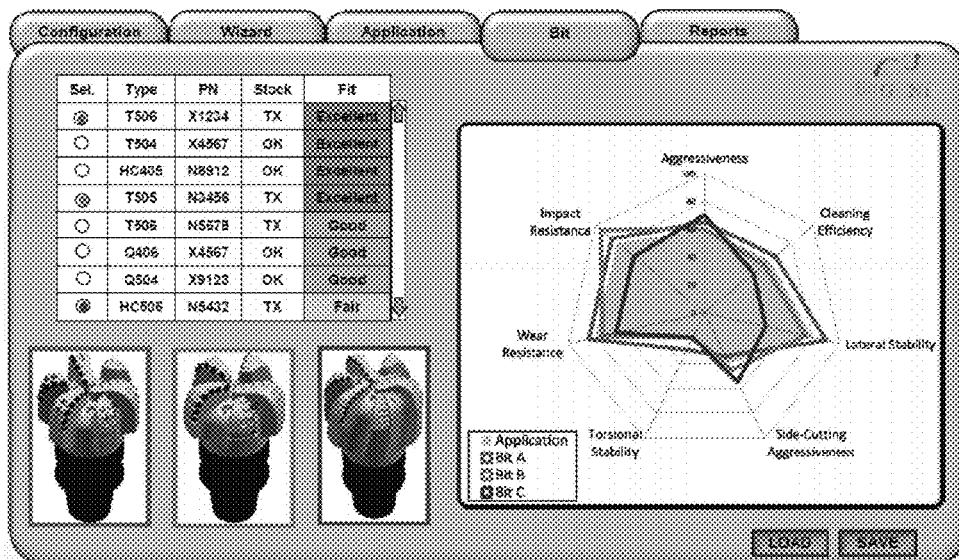 Configuration Wizard Application Bit Reports
Sel. Type PN Stock Fit
T506 X1234 TX Excellent
T504 X4567 OK Excellent
HC405 N8912 OK Excellent
T505 N3456 TX Excellent
T506 N5678 TX Good
Q406 X4567 OK Good
Q504 X9123 OK Good
HC506 N5432 TX Fair
Aggressiveness
Impact
Resistance
Cleaning
Efficiency
Wear
Resistance
Lateral Stability
Torsional
Stability
Side-Cutting
Aggressiveness
Application
Bit A
Bit B
Bit C
LOAD SAVE